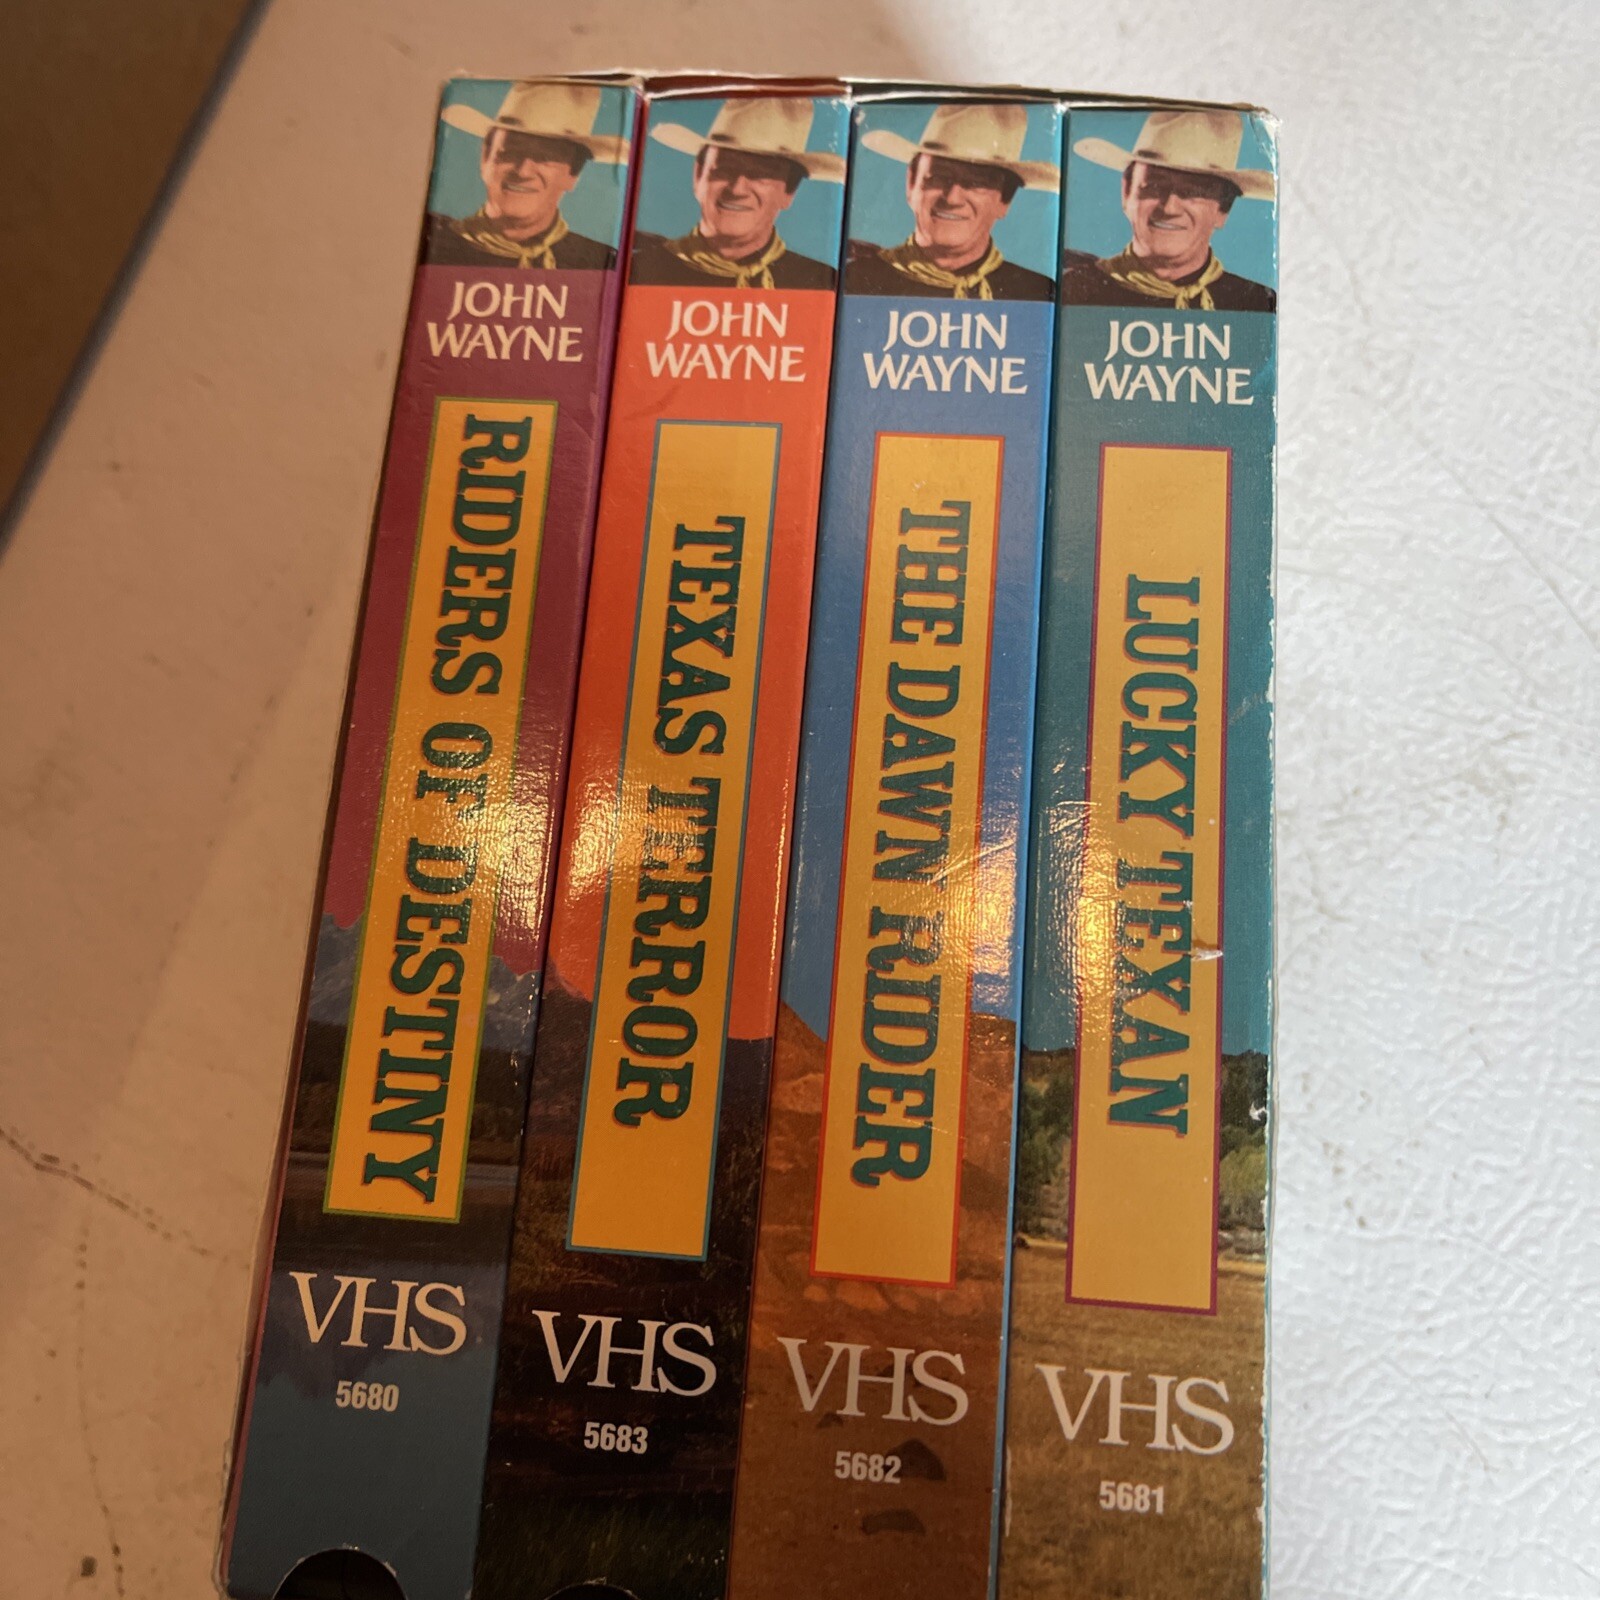 JOHN
WAYNE
RIDERS OF DESTINY
VHS
5680
JOHN
WAYNE
TEXAS TERROR
VHS
5683
JOHN
WAYNE
THE DAWN RIDER
VHS
5682
JOHN
WAYNE
LUCKY TEXAN
VHS
5681